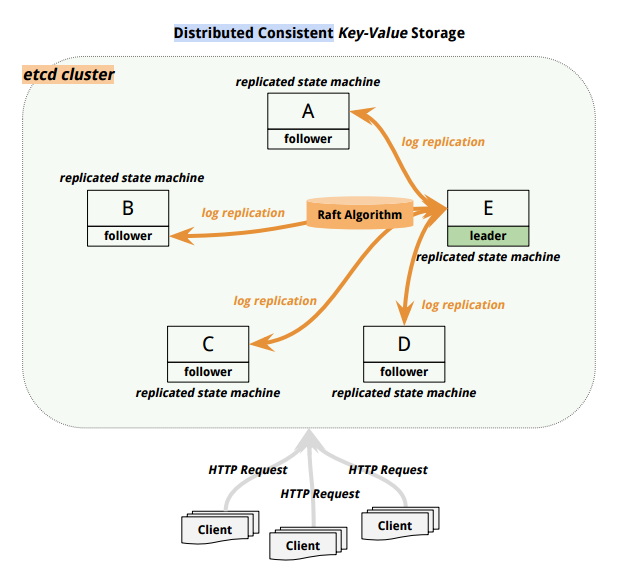 Distributed Consistent Key-Value Storage
etcd cluster
replicated state machine
A
follower
log replication
replicated state machine
B
follower
log replication
Raft Algorithm
E
leader
replicated state machine
log replication
log replication
C
follower
replicated state machine
D
follower
replicated state machine
HTTP Request
HTTP Request
HTTP Request
Client
Client
Client